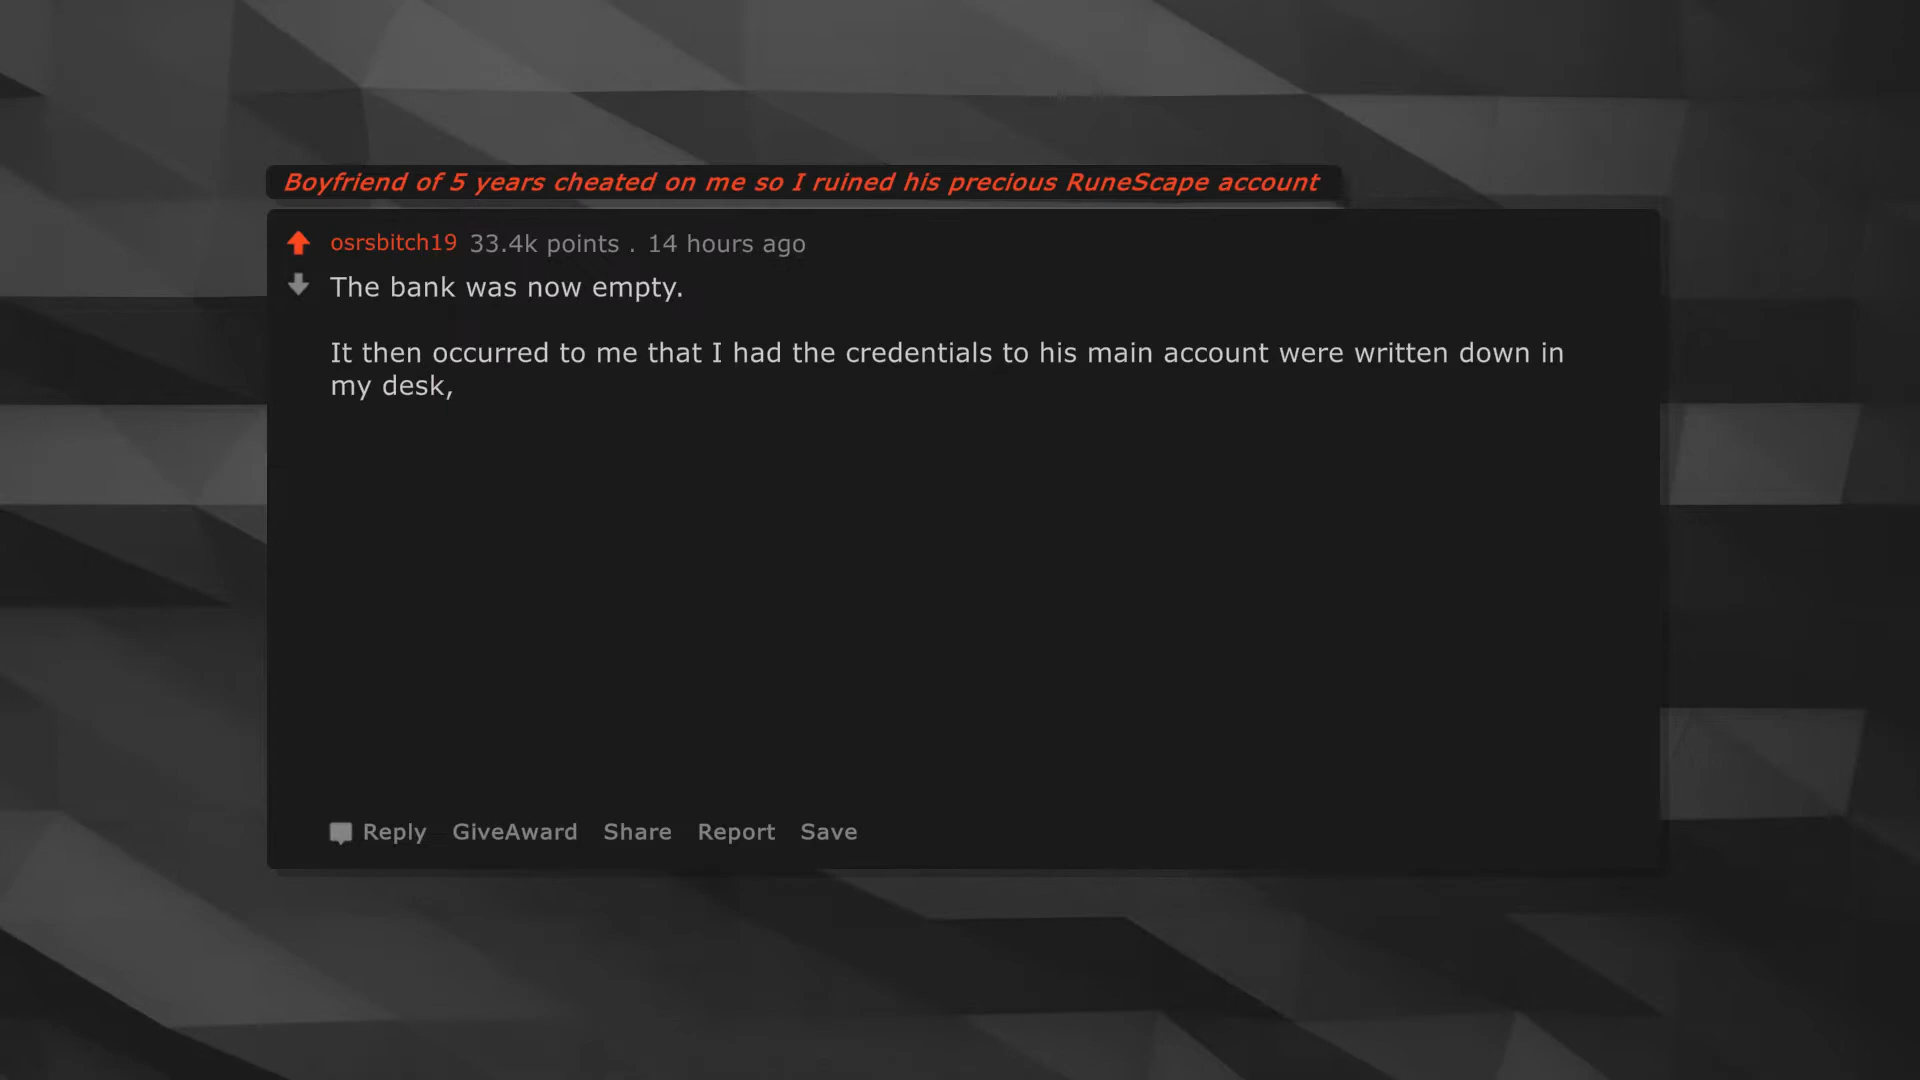 Boyfriend of 5 years cheated on me so I ruined his precious RuneScape account
osrsbitch19 33.4k points . 14 hours ago
The bank was now empty.
It then occurred to me that I had the credentials to his main account were written down in
my desk,
Reply GiveAward Share Report Save